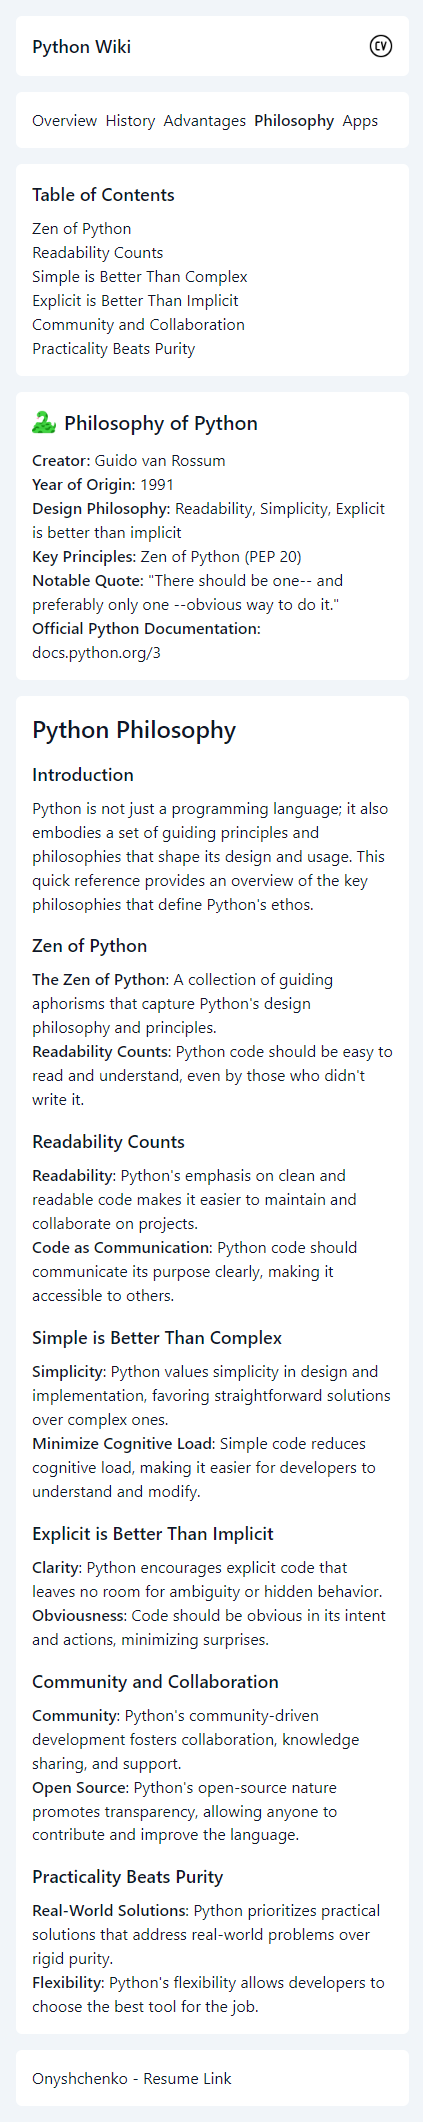 Python Wiki
CV
Overview History Advantages Philosophy Apps
Table of Contents
Zen of Python
Readability Counts
Simple is Better Than Complex
Explicit is Better Than Implicit
Community and Collaboration
Practicality Beats Purity
Philosophy of Python
Creator: Guido van Rossum
Year of Origin: 1991
Design Philosophy: Readability, Simplicity, Explicit
is better than implicit
Key Principles: Zen of Python (PEP 20)
Notable Quote: "There should be one-- and
preferably only one --obvious way to do it."
Official Python Documentation:
docs.python.org/3
Python Philosophy
Introduction
Python is not just a programming language; it also
embodies a set of guiding principles and
philosophies that shape its design and usage. This
quick reference provides an overview of the key
philosophies that define Python's ethos.
Zen of Python
The Zen of Python: A collection of guiding
aphorisms that capture Python's design
philosophy and principles.
Readability Counts: Python code should be easy to
read and understand, even by those who didn't
write it.
Readability Counts
Readability: Python's emphasis on clean and
readable code makes it easier to maintain and
collaborate on projects.
Code as Communication: Python code should
communicate its purpose clearly, making it
accessible to others.
Simple is Better Than Complex
Simplicity: Python values simplicity in design and
implementation, favoring straightforward solutions
over complex ones.
Minimize Cognitive Load: Simple code reduces
cognitive load, making it easier for developers to
understand and modify.
Explicit is Better Than Implicit
Clarity: Python encourages explicit code that
leaves no room for ambiguity or hidden behavior.
Obviousness: Code should be obvious in its intent
and actions, minimizing surprises.
Community and Collaboration
Community: Python's community-driven
development fosters collaboration, knowledge
sharing, and support.
Open Source: Python's open-source nature
promotes transparency, allowing anyone to
contribute and improve the language.
Practicality Beats Purity
Real-World Solutions: Python prioritizes practical
solutions that address real-world problems over
rigid purity.
Flexibility: Python's flexibility allows developers to
choose the best tool for the job.
Onyshchenko - Resume Link